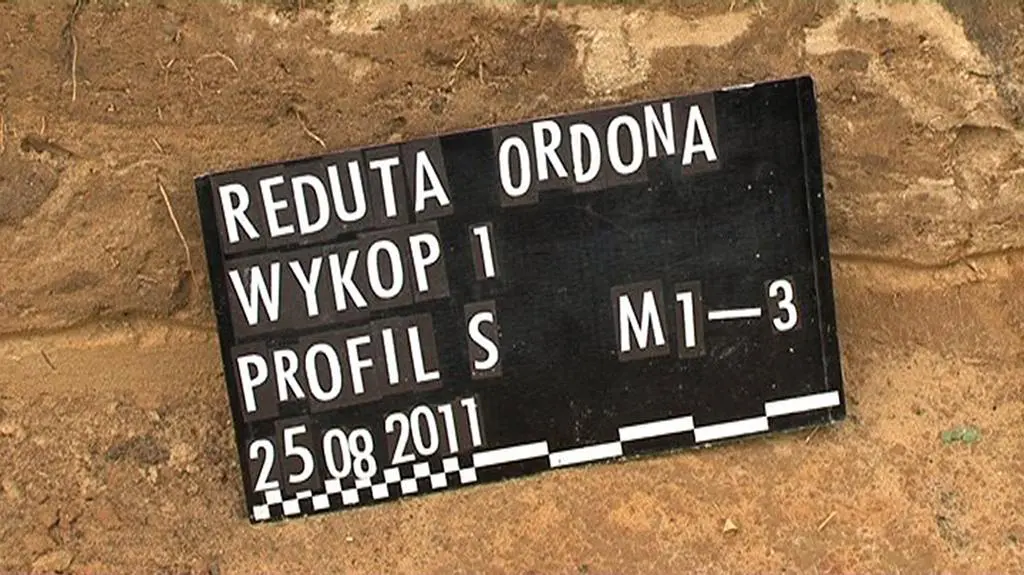 REDUTA ORDONA
WYKOP 1
PROFIL S M1-3
25 08 2011